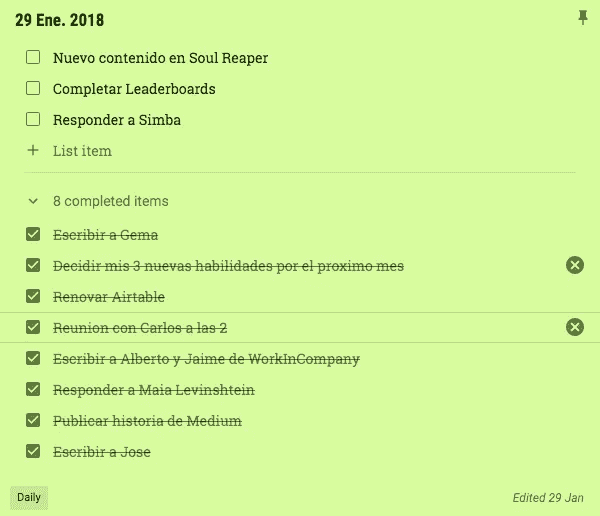 29 Ene. 2018
Nuevo contenido en Soul Reaper
Completar Leaderboards
Responder a Simba
List item
8 completed items
Escribir a Gema
Decidir mis 3 nuevas habilidades por el proximo mes
Renovar Airtable
Reunion con Carlos a las 2
Escribir a Alberto y Jaime de WorkInCompany
Responder a Maia Levinshtein
Publicar historia de Medium
Escribir a Jose
Daily
Edited 29 Jan